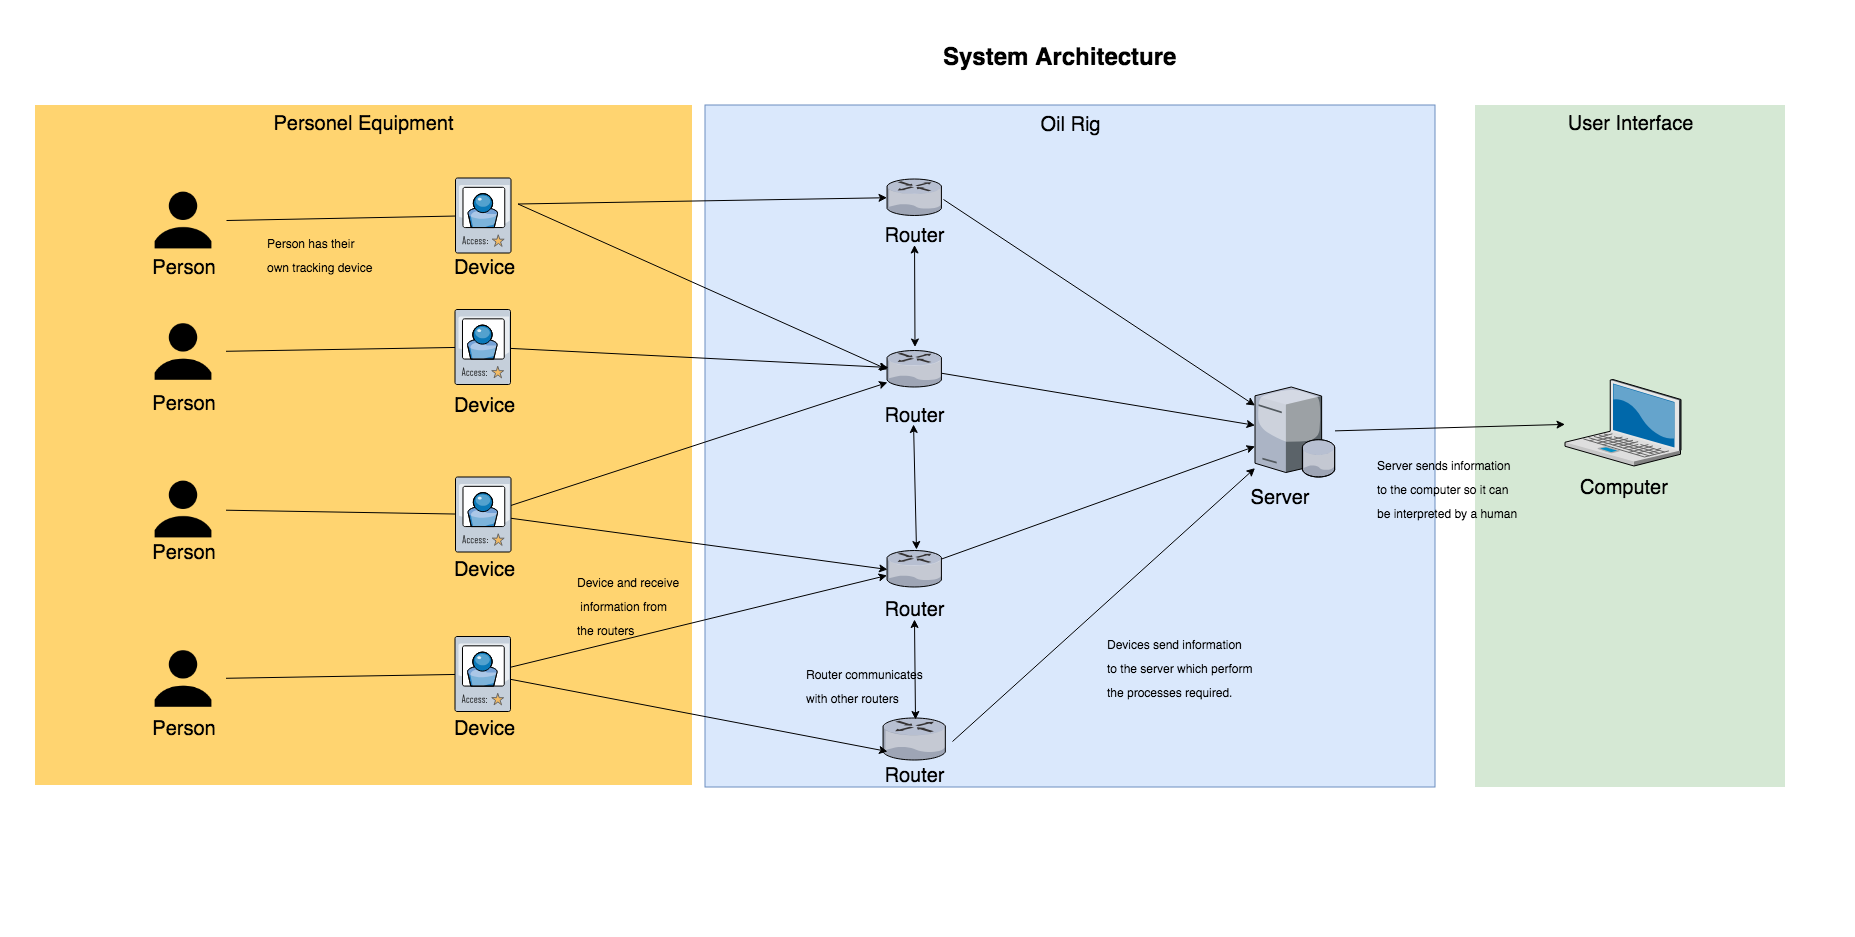 System Architecture
Personel Equipment
Oil Rig
User Interface
Access:
Person
Person has their
own tracking device
Device
Router
Access:
Person
Device
Router
Server
Server sends information
to the computer so it can
be interpreted by a human
Computer
Access:
Person
Device
Device and receive
information from
the routers
Router
Devices send information
to the server which perform
the processes required.
Router communicates
with other routers
Access:
Person
Device
Router